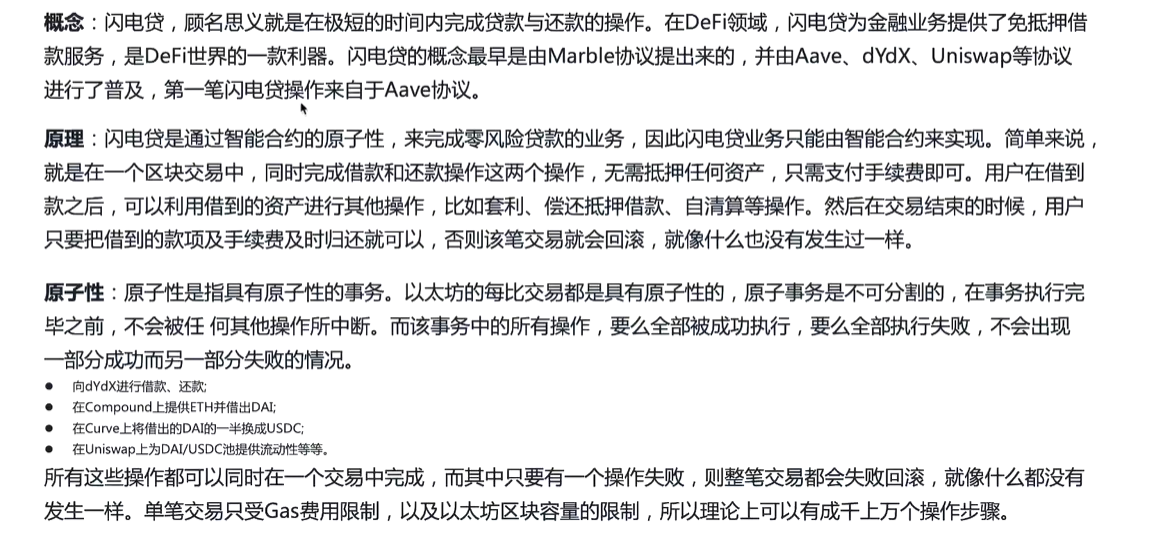 概念：闪电贷，顾名思义就是在极短的时间内完成贷款与还款的操作。在DeFi领域，闪电贷为金融业务提供了免抵押借
款服务，是DeFi世界的一款利器。闪电贷的概念最早是由Marble协议提出来的，并由Aave、dYdX、Uniswap等协议
进行了普及，第一笔闪电贷操作来自于Aave协议。
原理：闪电贷是通过智能合约的原子性，来完成零风险贷款的业务，因此闪电贷业务只能由智能合约来实现。简单来说，
就是在一个区块交易中，同时完成借款和还款操作这两个操作，无需抵押任何资产，只需支付手续费即可。用户在借到
款之后，可以利用借到的资产进行其他操作，比如套利、偿还抵押借款、自清算等操作。然后在交易结束的时候，用户
只要把借到的款项及手续费及时归还就可以，否则该笔交易就会回滚，就像什么也没有发生过一样。
原子性：原子性是指具有原子性的事务。以太坊的每比交易都是具有原子性的，原子事务是不可分割的，在事务执行完
毕之前，不会被任 何其他操作所中断。而该事务中的所有操作，要么全部被成功执行，要么全部执行失败，不会出现
一部分成功而另一部分失败的情况。
● 向dYdX进行借款、还款;
● 在Compound上提供ETH并借出DAI;
● 在Curve上将借出的DAI的一半换成USDC;
● 在Uniswap上为DAI/USDC池提供流动性等等。
所有这些操作都可以同时在一个交易中完成，而其中只要有一个操作失败，则整笔交易都会失败回滚，就像什么都没有
发生一样。单笔交易只受Gas费用限制，以及以太坊区块容量的限制，所以理论上可以有成千上万个操作步骤。